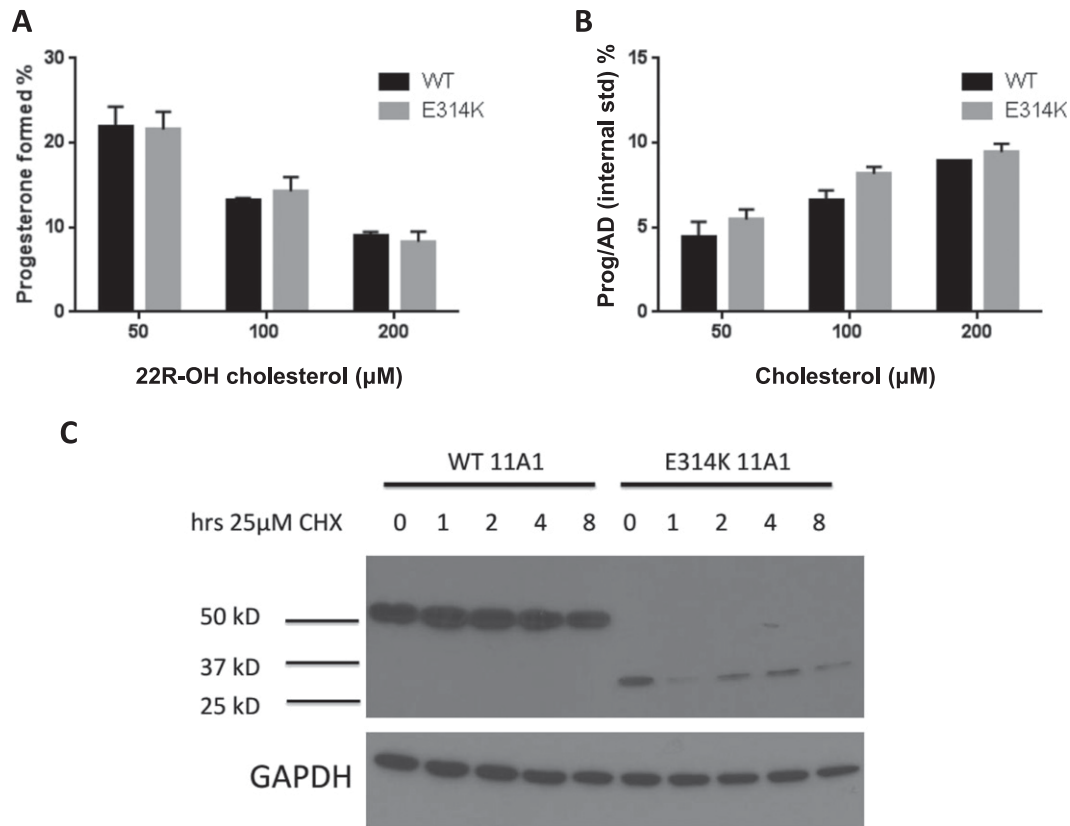 A
Progesterone formed %
30
20
10
0
WT
E314K
50 100 200
22R-OH cholesterol (µM)
B
Prog/AD (internal std) %
15
10
5
0
WT
E314K
50 100 200
Cholesterol (µM)
C
WT 11A1 E314K 11A1
hrs 25µM CHX 0 1 2 4 8 0 1 2 4 8
50 kD
37 kD
25 kD
GAPDH